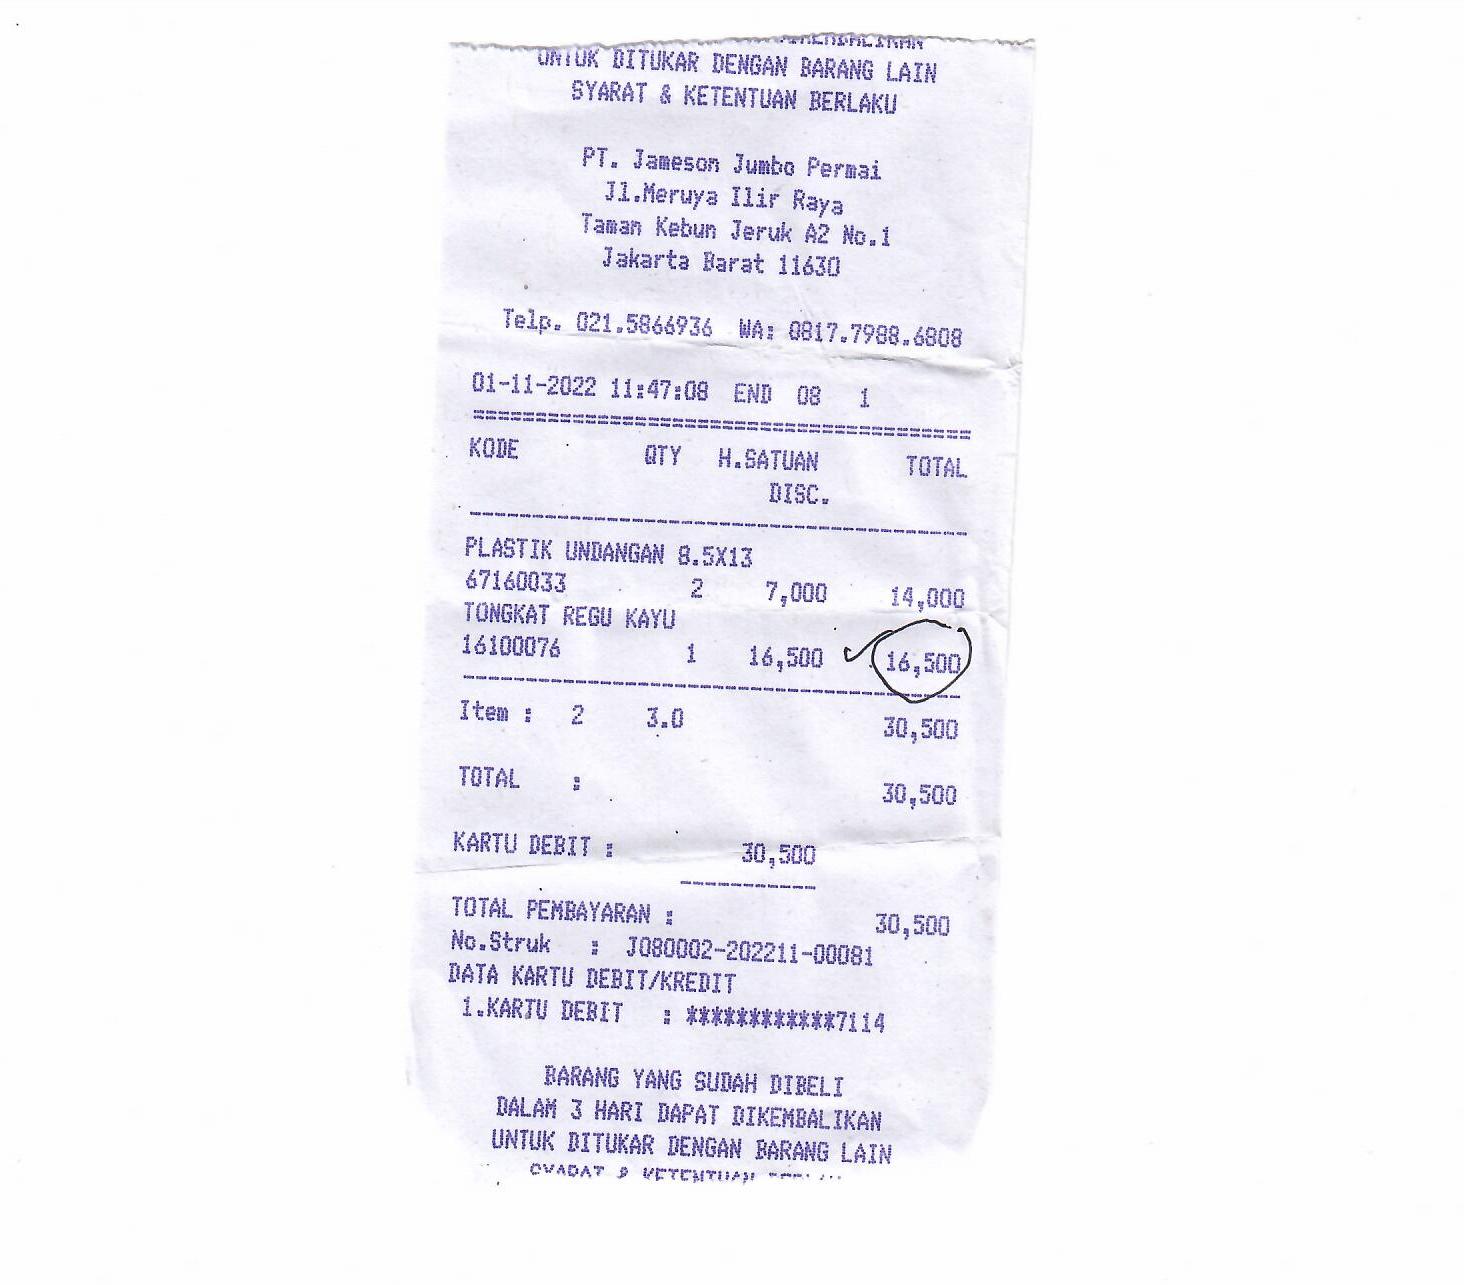 UNTUK DITUKAR DENGAN BARANG LAIN
SYARAT & KETENTUAN BERLAKU
PT. Jameson Jumbo Permai
Jl.Meruya Ilir Raya
Taman Kebun Jeruk A2 No.1
Jakarta Barat 11630
Telp. 021.5866936 WA: 0817.7988.6808
01-11-2022 11:47:08 END 08 1
========================================
KODE QTY H.SATUAN TOTAL
DISC.
----------------------------------------
PLASTIK UNDANGAN 8.5X13
67160033 2 7,000 14,000
TONGKAT REGU KAYU
16100076 1 16,500 16,500
----------------------------------------
Item : 2 3.0 30,500
TOTAL : 30,500
KARTU DEBIT : 30,500
-----------
TOTAL PEMBAYARAN : 30,500
No.Struk : J080002-202211-00081
DATA KARTU DEBIT/KREDIT
1.KARTU DEBIT : ************7114
BARANG YANG SUDAH DIBELI
DALAM 3 HARI DAPAT DIKEMBALIKAN
UNTUK DITUKAR DENGAN BARANG LAIN
SYARAT & KETENTUAN